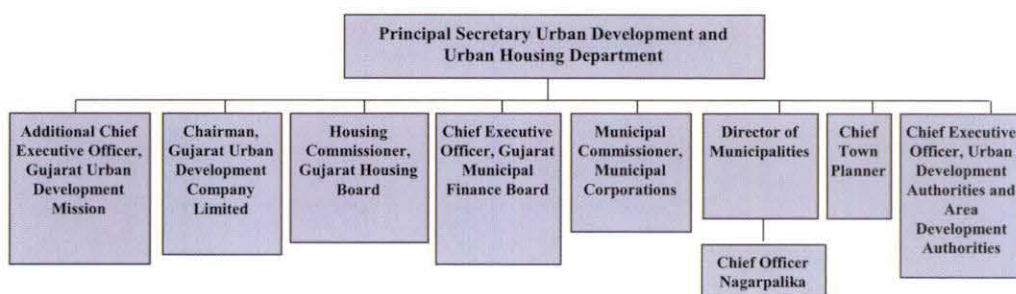 Principal Secretary Urban Development and
Urban Housing Department
Additional Chief
Executive Officer,
Gujarat Urban
Development
Mission
Chairman,
Gujarat Urban
Development
Company
Limited
Housing
Commissioner,
Gujarat Housing
Board
Chief Executive
Officer, Gujarat
Municipal
Finance Board
Municipal
Commissioner,
Municipal
Corporations
Director of
Municipalities
Chief
Town
Planner
Chief Executive
Officer, Urban
Development
Authorities and
Area
Development
Authorities
Chief Officer
Nagarpalika